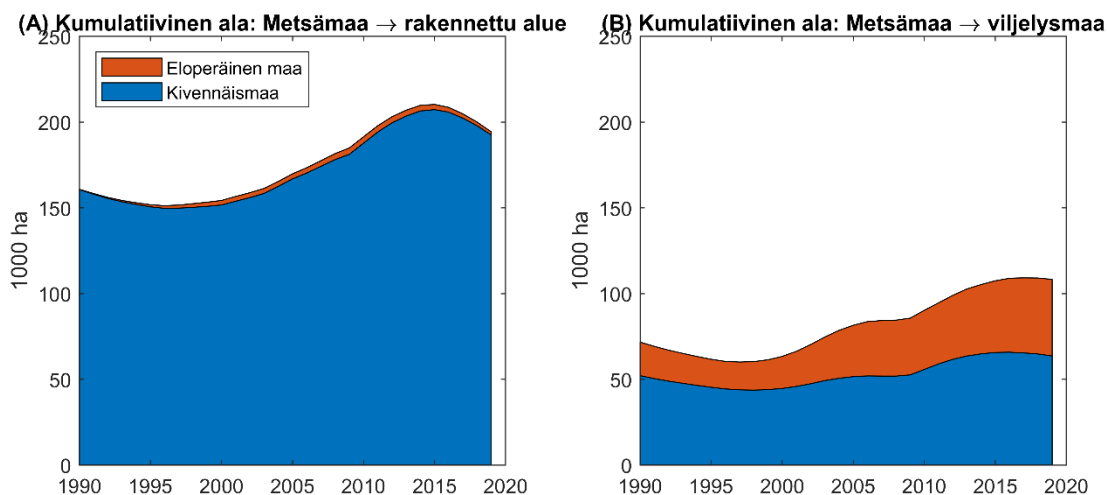 (A) Kumulatiivinen ala: Metsämaa → rakennettu alue
250
200
150
100
50
0
1000 ha
Eloperäinen maa
Kivennäismaa
1990 1995 2000 2005 2010 2015 2020
(B) Kumulatiivinen ala: Metsämaa → viljelysmaa
250
200
150
100
50
0
1000 ha
1990 1995 2000 2005 2010 2015 2020